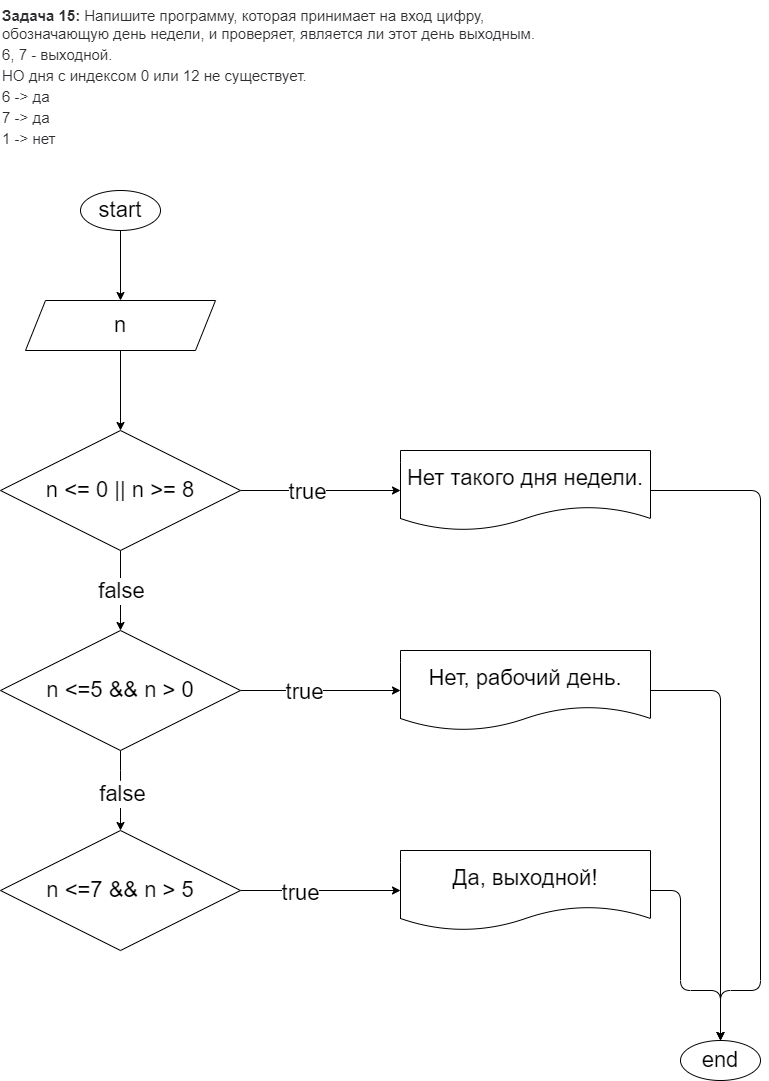 Задача 15: Напишите программу, которая принимает на вход цифру,
обозначающую день недели, и проверяет, является ли этот день выходным.
6, 7 - выходной.
НО дня с индексом 0 или 12 не существует.
6 -> да
7 -> да
1 -> нет
start
n
n <= 0 || n >= 8
true
Нет такого дня недели.
false
n <=5 && n > 0
true
Нет, рабочий день.
false
n <=7 && n > 5
true
Да, выходной!
end